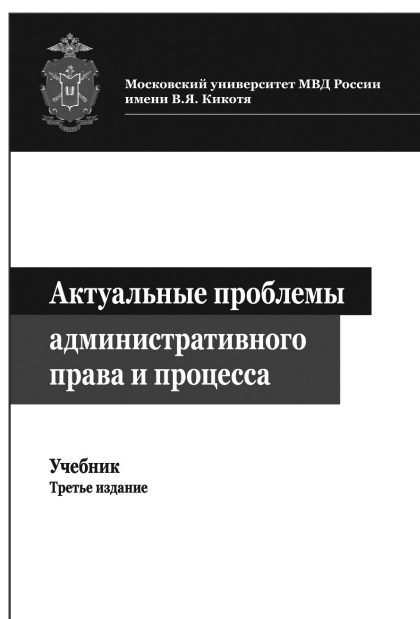 Московский университет МВД России
имени В.Я. Кикотя
Актуальные проблемы
административного
права и процесса
Учебник
Третье издание